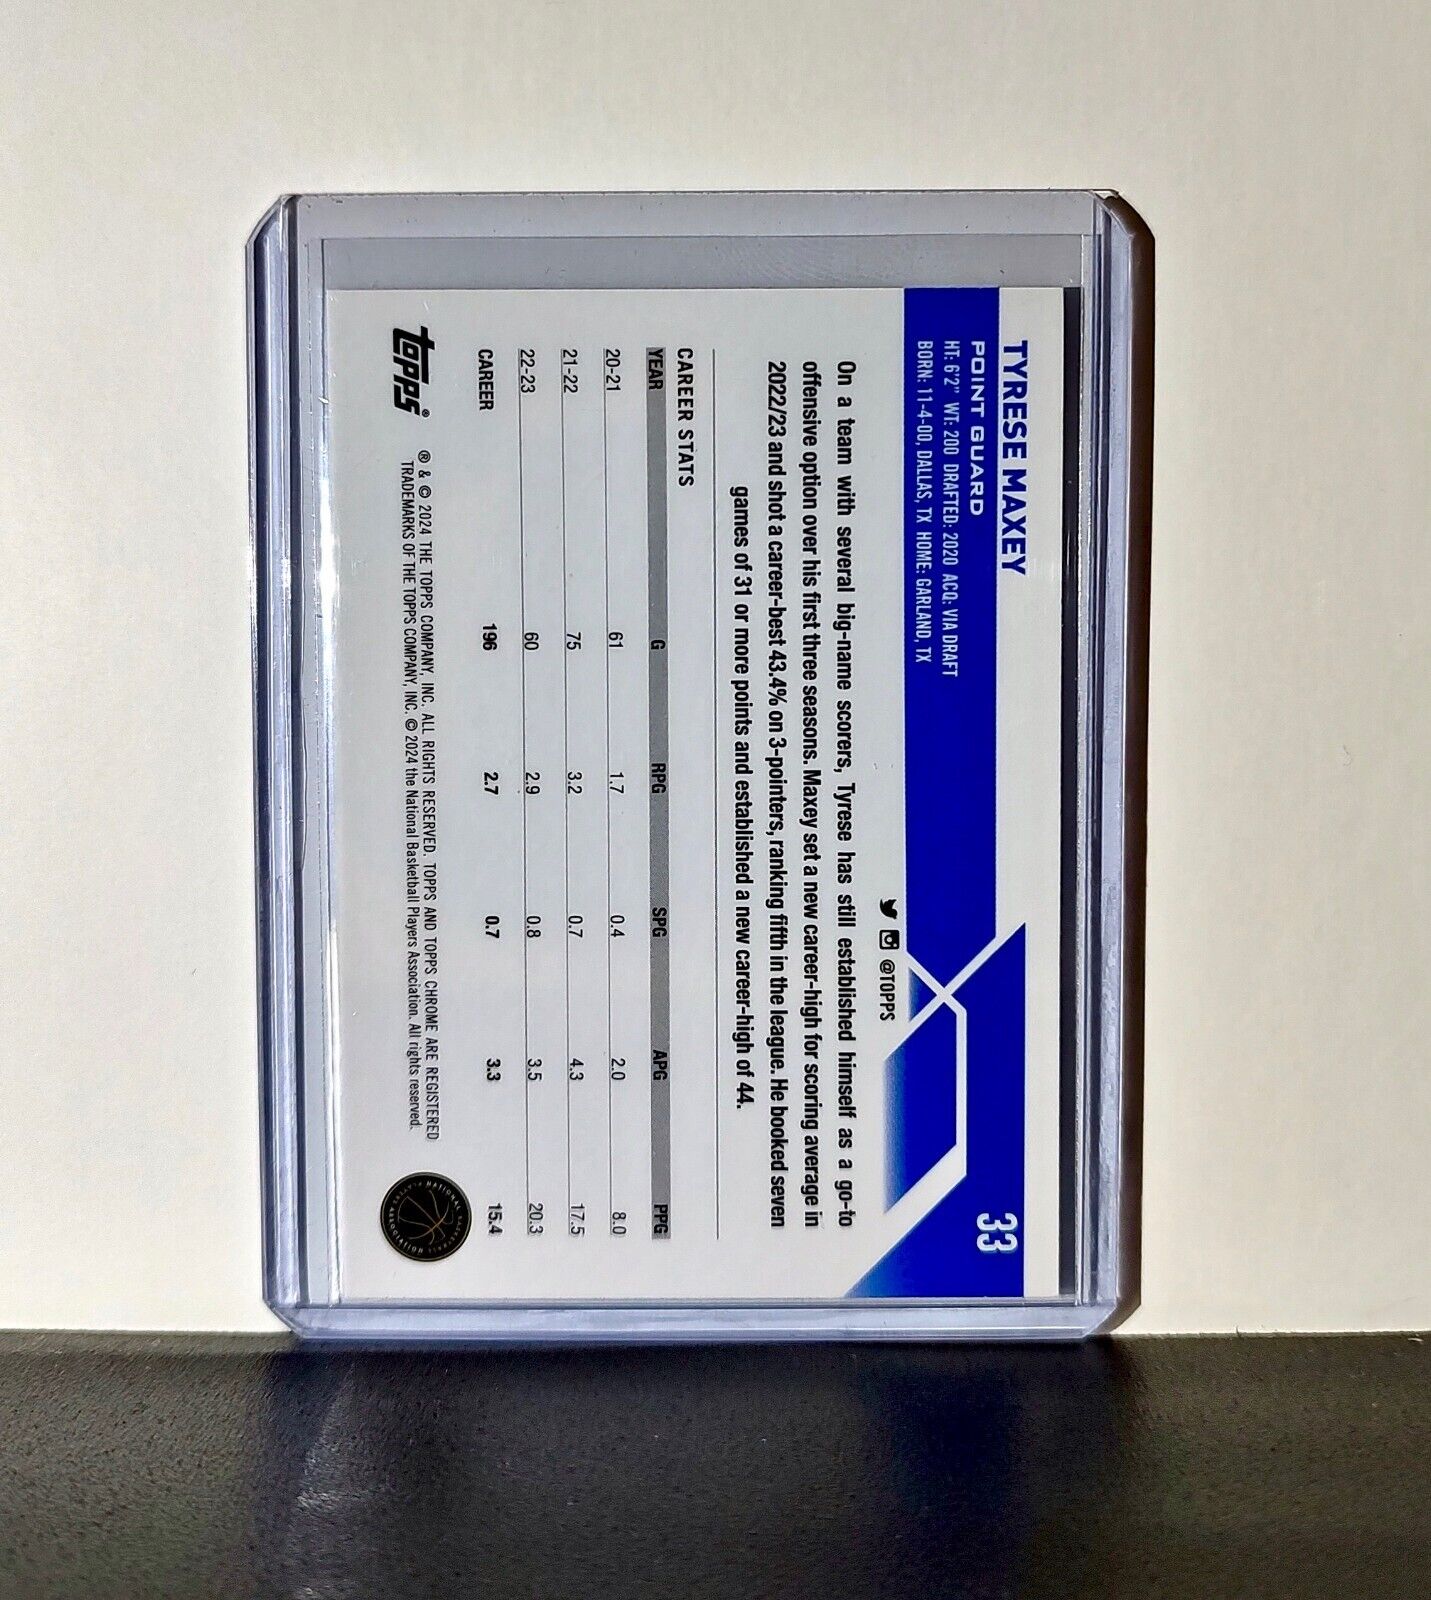 TYRESE MAXEY
33
POINT GUARD
HT: 6'2" WT: 200 DRAFTED: 2020 ACQ: VIA DRAFT
BORN: 11-4-00, DALLAS, TX HOME: GARLAND, TX
@TOPPS
On a team with several big-name scorers, Tyrese has still established himself as a go-to
offensive option over his first three seasons. Maxey set a new career-high for scoring average in
2022/23 and shot a career-best 43.4% on 3-pointers, ranking fifth in the league. He booked seven
games of 31 or more points and established a new career-high of 44.
CAREER STATS
YEAR G RPG SPG APG PPG
20-21 61 1.7 0.4 2.0 8.0
21-22 75 3.2 0.7 4.3 17.5
22-23 60 2.9 0.8 3.5 20.3
CAREER 196 2.7 0.7 3.3 15.4
topps®
® & © 2024 THE TOPPS COMPANY, INC. ALL RIGHTS RESERVED. TOPPS AND TOPPS CHROME ARE REGISTERED
TRADEMARKS OF THE TOPPS COMPANY, INC. © 2024 the National Basketball Players Association. All rights reserved.
NATIONAL BASKETBALL PLAYERS ASSOCIATION